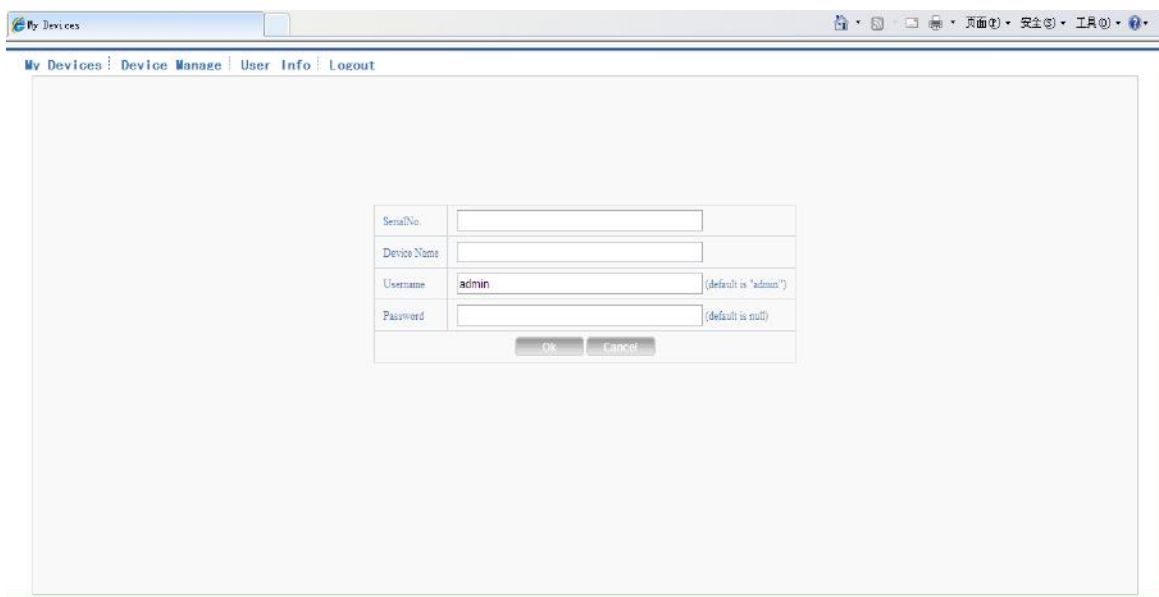 My Devices
页面(P) 安全(S) 工具(O)
My Devices Device Manage User Info Logout
SerialNo.
Device Name
Username admin (default is "admin")
Password (default is null)
Ok Cancel